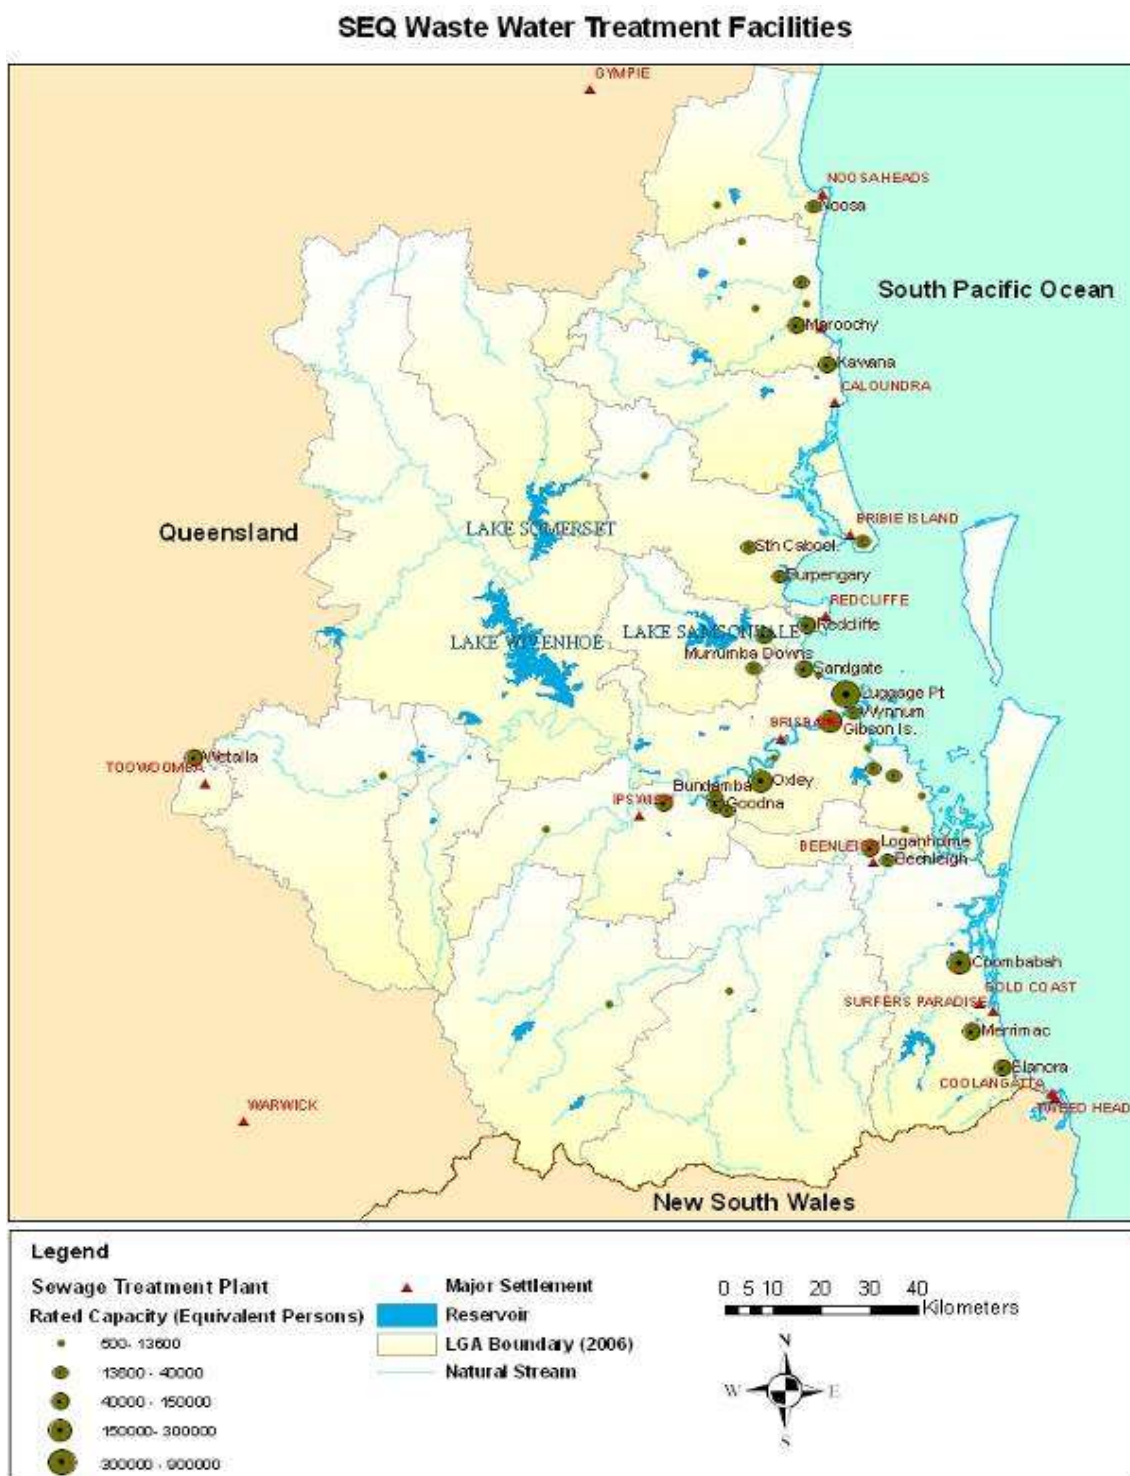 SEQ Waste Water Treatment Facilities
GYMPIE
NOOSA HEADS
Noosa
South Pacific Ocean
Maroochy
Kawana
CALOUNDRA
Queensland
LAKE SOMERSET
BRIBIE ISLAND
Sth Cabool.
Burpengary
REDCLIFFE
LAKE SAMSONVALE
Redcliffe
LAKE WIVENHOE
Murrumba Downs
Sandgate
Luggage Pt
Wynnum
BRISBANE
Gibson Is.
Wetalla
TOOWOOMBA
Bundamba
Oxley
IPSWICH
Goodna
BEENLEIGH
Loganholme
Beenleigh
Coombabah
GOLD COAST
SURFERS PARADISE
Merrimac
Elanora
COOLANGATTA
WARWICK
TWEED HEAD
New South Wales
Legend
Sewage Treatment Plant
Rated Capacity (Equivalent Persons)
500- 13600
13600 - 40000
40000 - 150000
150000- 300000
300000 - 900000
Major Settlement
Reservoir
LGA Boundary (2006)
Natural Stream
0 5 10 20 30 40
Kilometers
N
W E
S